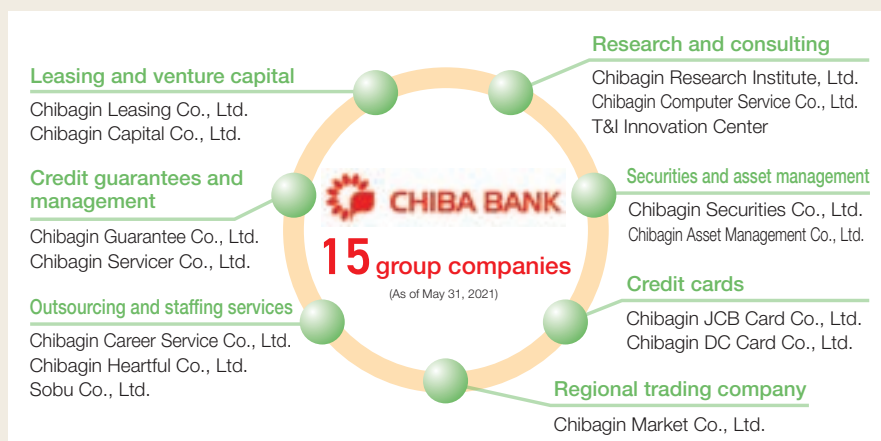 Leasing and venture capital
Chibagin Leasing Co., Ltd.
Chibagin Capital Co., Ltd.
Credit guarantees and
management
Chibagin Guarantee Co., Ltd.
Chibagin Servicer Co., Ltd.
Outsourcing and staffing services
Chibagin Career Service Co., Ltd.
Chibagin Heartful Co., Ltd.
Sobu Co., Ltd.
CHIBA BANK
15 group companies
(As of May 31, 2021)
Research and consulting
Chibagin Research Institute, Ltd.
Chibagin Computer Service Co., Ltd.
T&I Innovation Center
Securities and asset management
Chibagin Securities Co., Ltd.
Chibagin Asset Management Co., Ltd.
Credit cards
Chibagin JCB Card Co., Ltd.
Chibagin DC Card Co., Ltd.
Regional trading company
Chibagin Market Co., Ltd.